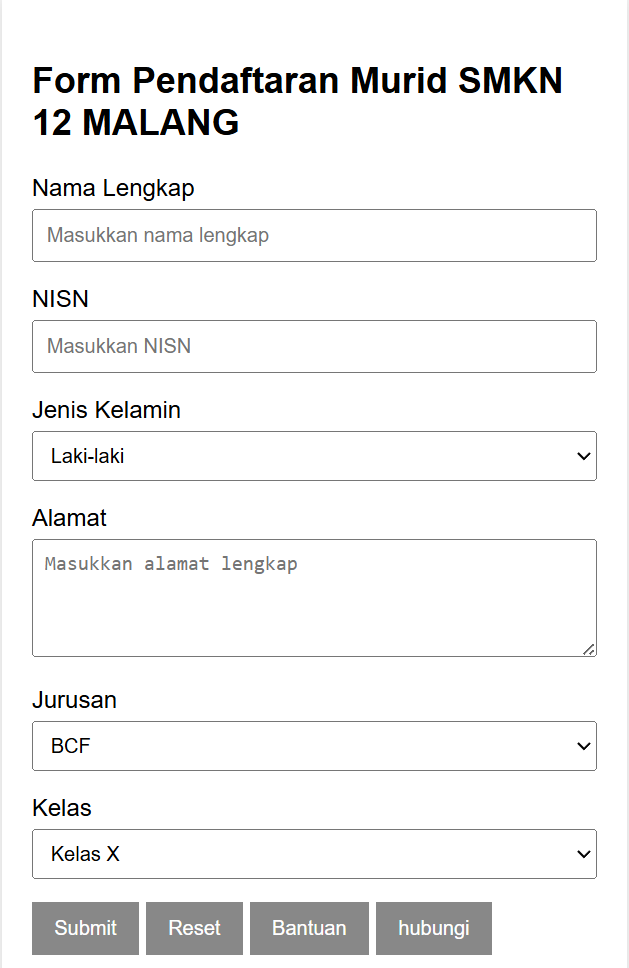 Form Pendaftaran Murid SMKN
12 MALANG
Nama Lengkap
Masukkan nama lengkap
NISN
Masukkan NISN
Jenis Kelamin
Laki-laki
Alamat
Masukkan alamat lengkap
Jurusan
BCF
Kelas
Kelas X
Submit Reset Bantuan hubungi